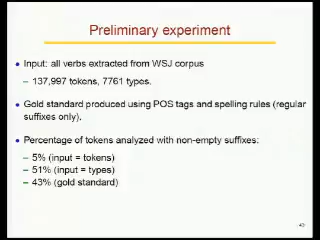 Preliminary experiment
• Input: all verbs extracted from WSJ corpus
– 137,997 tokens, 7761 types.
• Gold standard produced using POS tags and spelling rules (regular
suffixes only).
• Percentage of tokens analyzed with non-empty suffixes:
– 5% (input = tokens)
– 51% (input = types)
– 43% (gold standard)